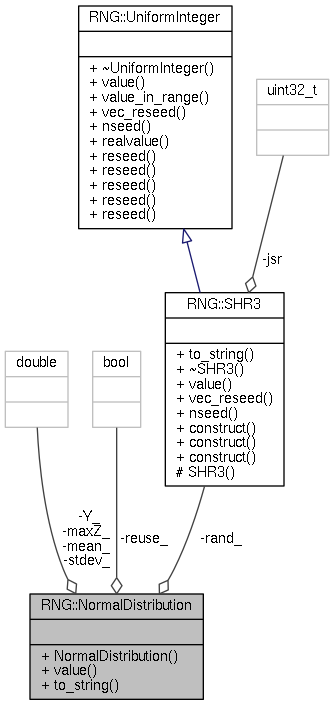 RNG::UniformInteger
+ ~UniformInteger()
+ value()
+ value_in_range()
+ vec_reseed()
+ nseed()
+ realvalue()
+ reseed()
+ reseed()
+ reseed()
+ reseed()
+ reseed()
uint32_t
-jsr
RNG::SHR3
+ to_string()
+ ~SHR3()
+ value()
+ vec_reseed()
+ nseed()
+ construct()
+ construct()
+ construct()
# SHR3()
double
bool
-Y_
-maxZ_
-mean_
-stdev_
-reuse_
-rand_
RNG::NormalDistribution
+ NormalDistribution()
+ value()
+ to_string()